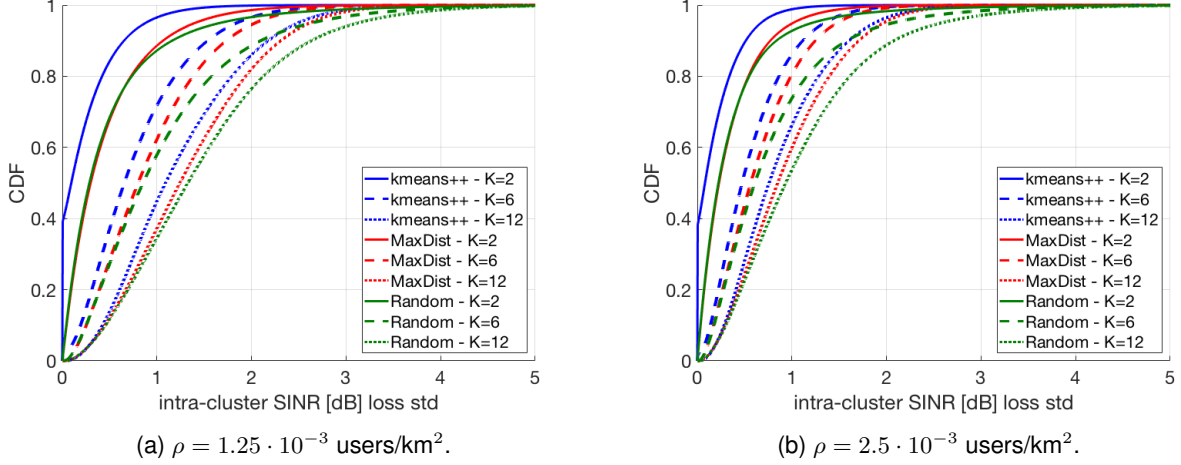 1
0.8
0.6
0.4
0.2
0
CDF
kmeans++ - K=2
kmeans++ - K=6
kmeans++ - K=12
MaxDist - K=2
MaxDist - K=6
MaxDist - K=12
Random - K=2
Random - K=6
Random - K=12
0 1 2 3 4 5
intra-cluster SINR [dB] loss std
(a) ρ = 1.25 · 10⁻³ users/km².
1
0.8
0.6
0.4
0.2
0
CDF
kmeans++ - K=2
kmeans++ - K=6
kmeans++ - K=12
MaxDist - K=2
MaxDist - K=6
MaxDist - K=12
Random - K=2
Random - K=6
Random - K=12
0 1 2 3 4 5
intra-cluster SINR [dB] loss std
(b) ρ = 2.5 · 10⁻³ users/km².